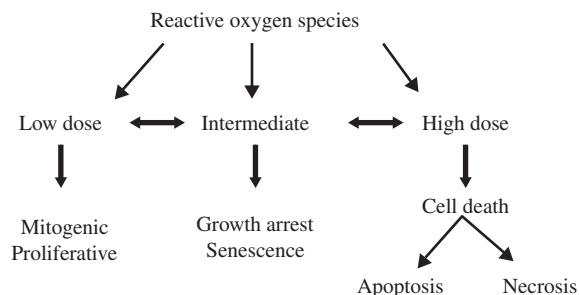 Reactive oxygen species
Low dose
Intermediate
High dose
Mitogenic
Proliferative
Growth arrest
Senescence
Cell death
Apoptosis
Necrosis